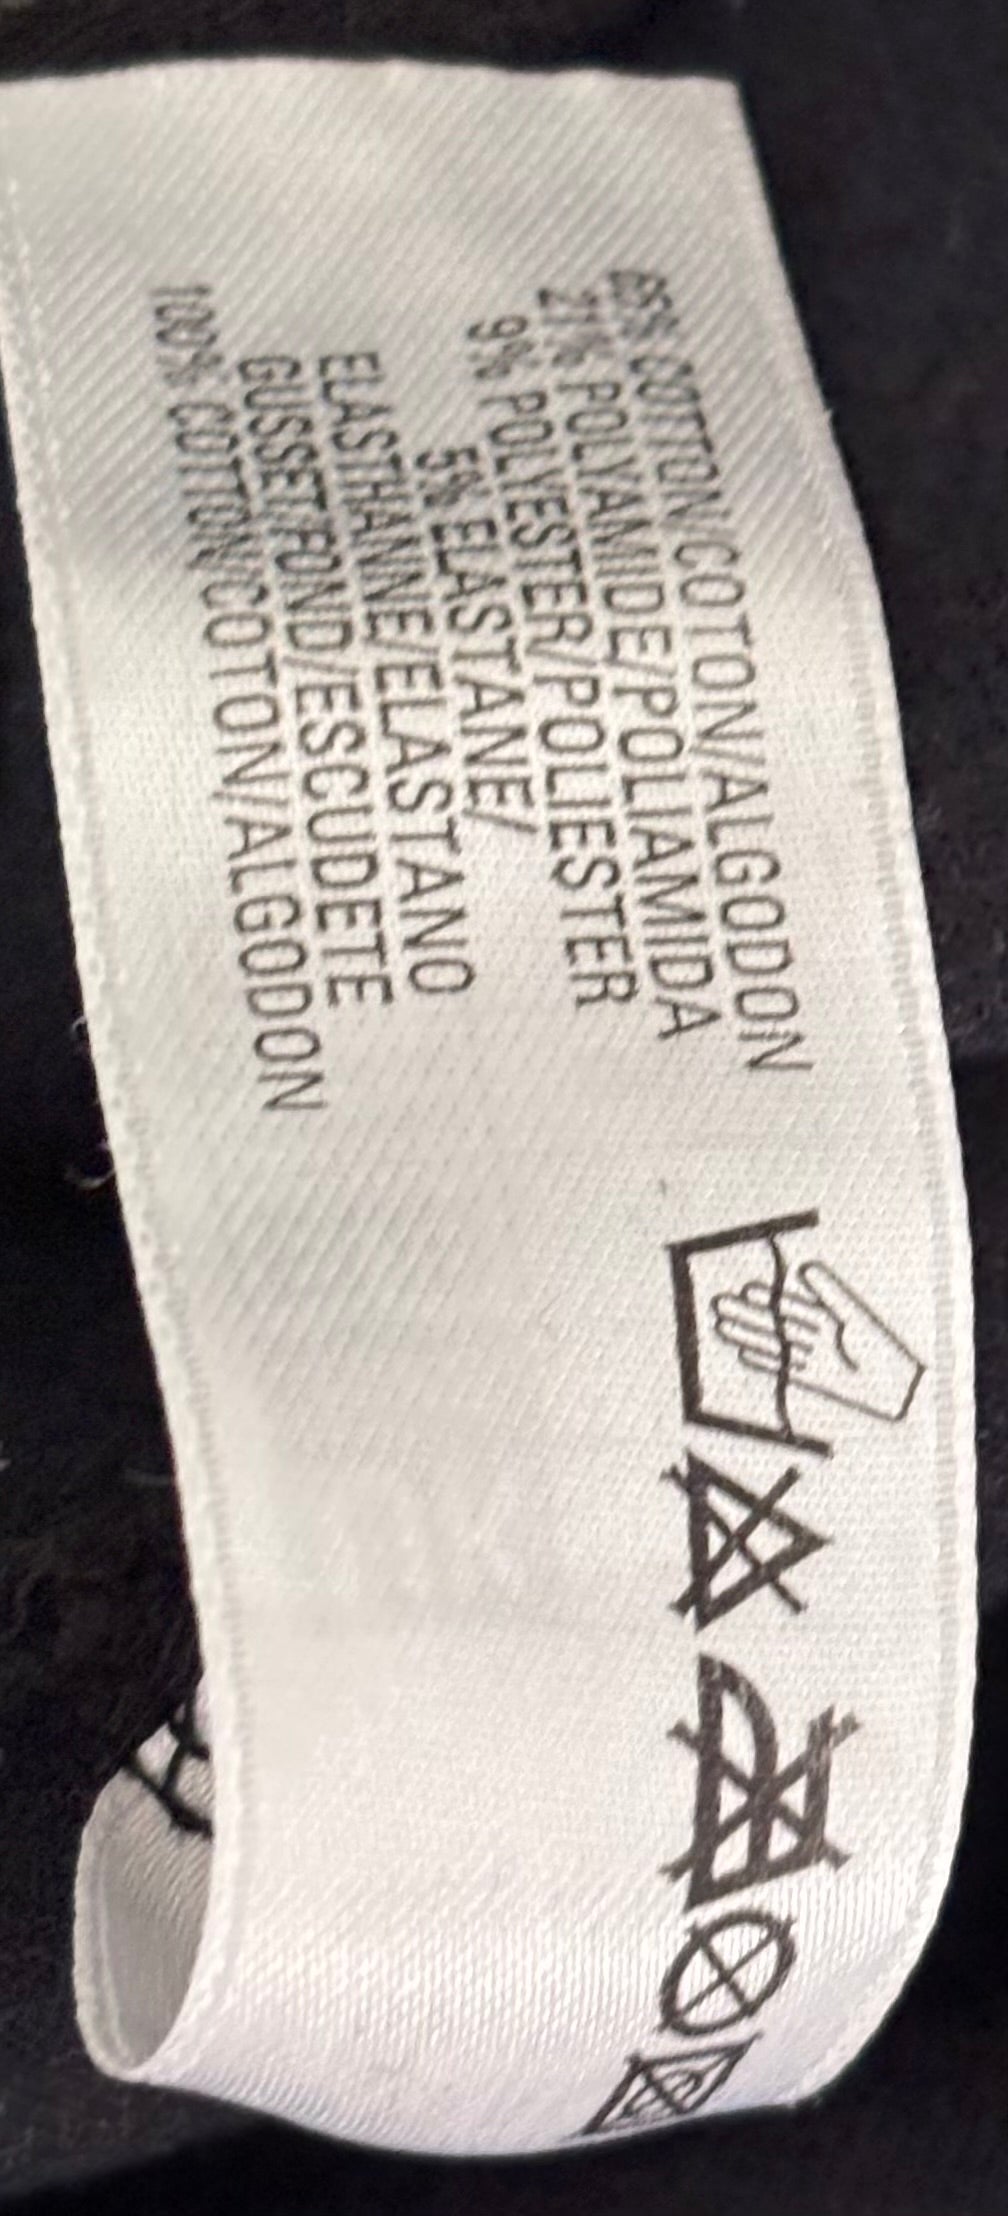 65% COTTON/COTON/ALGODON
21% POLYAMIDE/POLIAMIDA
9% POLYESTER/POLIESTER
5% ELASTANE/
ELASTHANNE/ELASTANO
GUSSET/FOND/ESCUDETE
100% COTTON/COTON/ALGODON